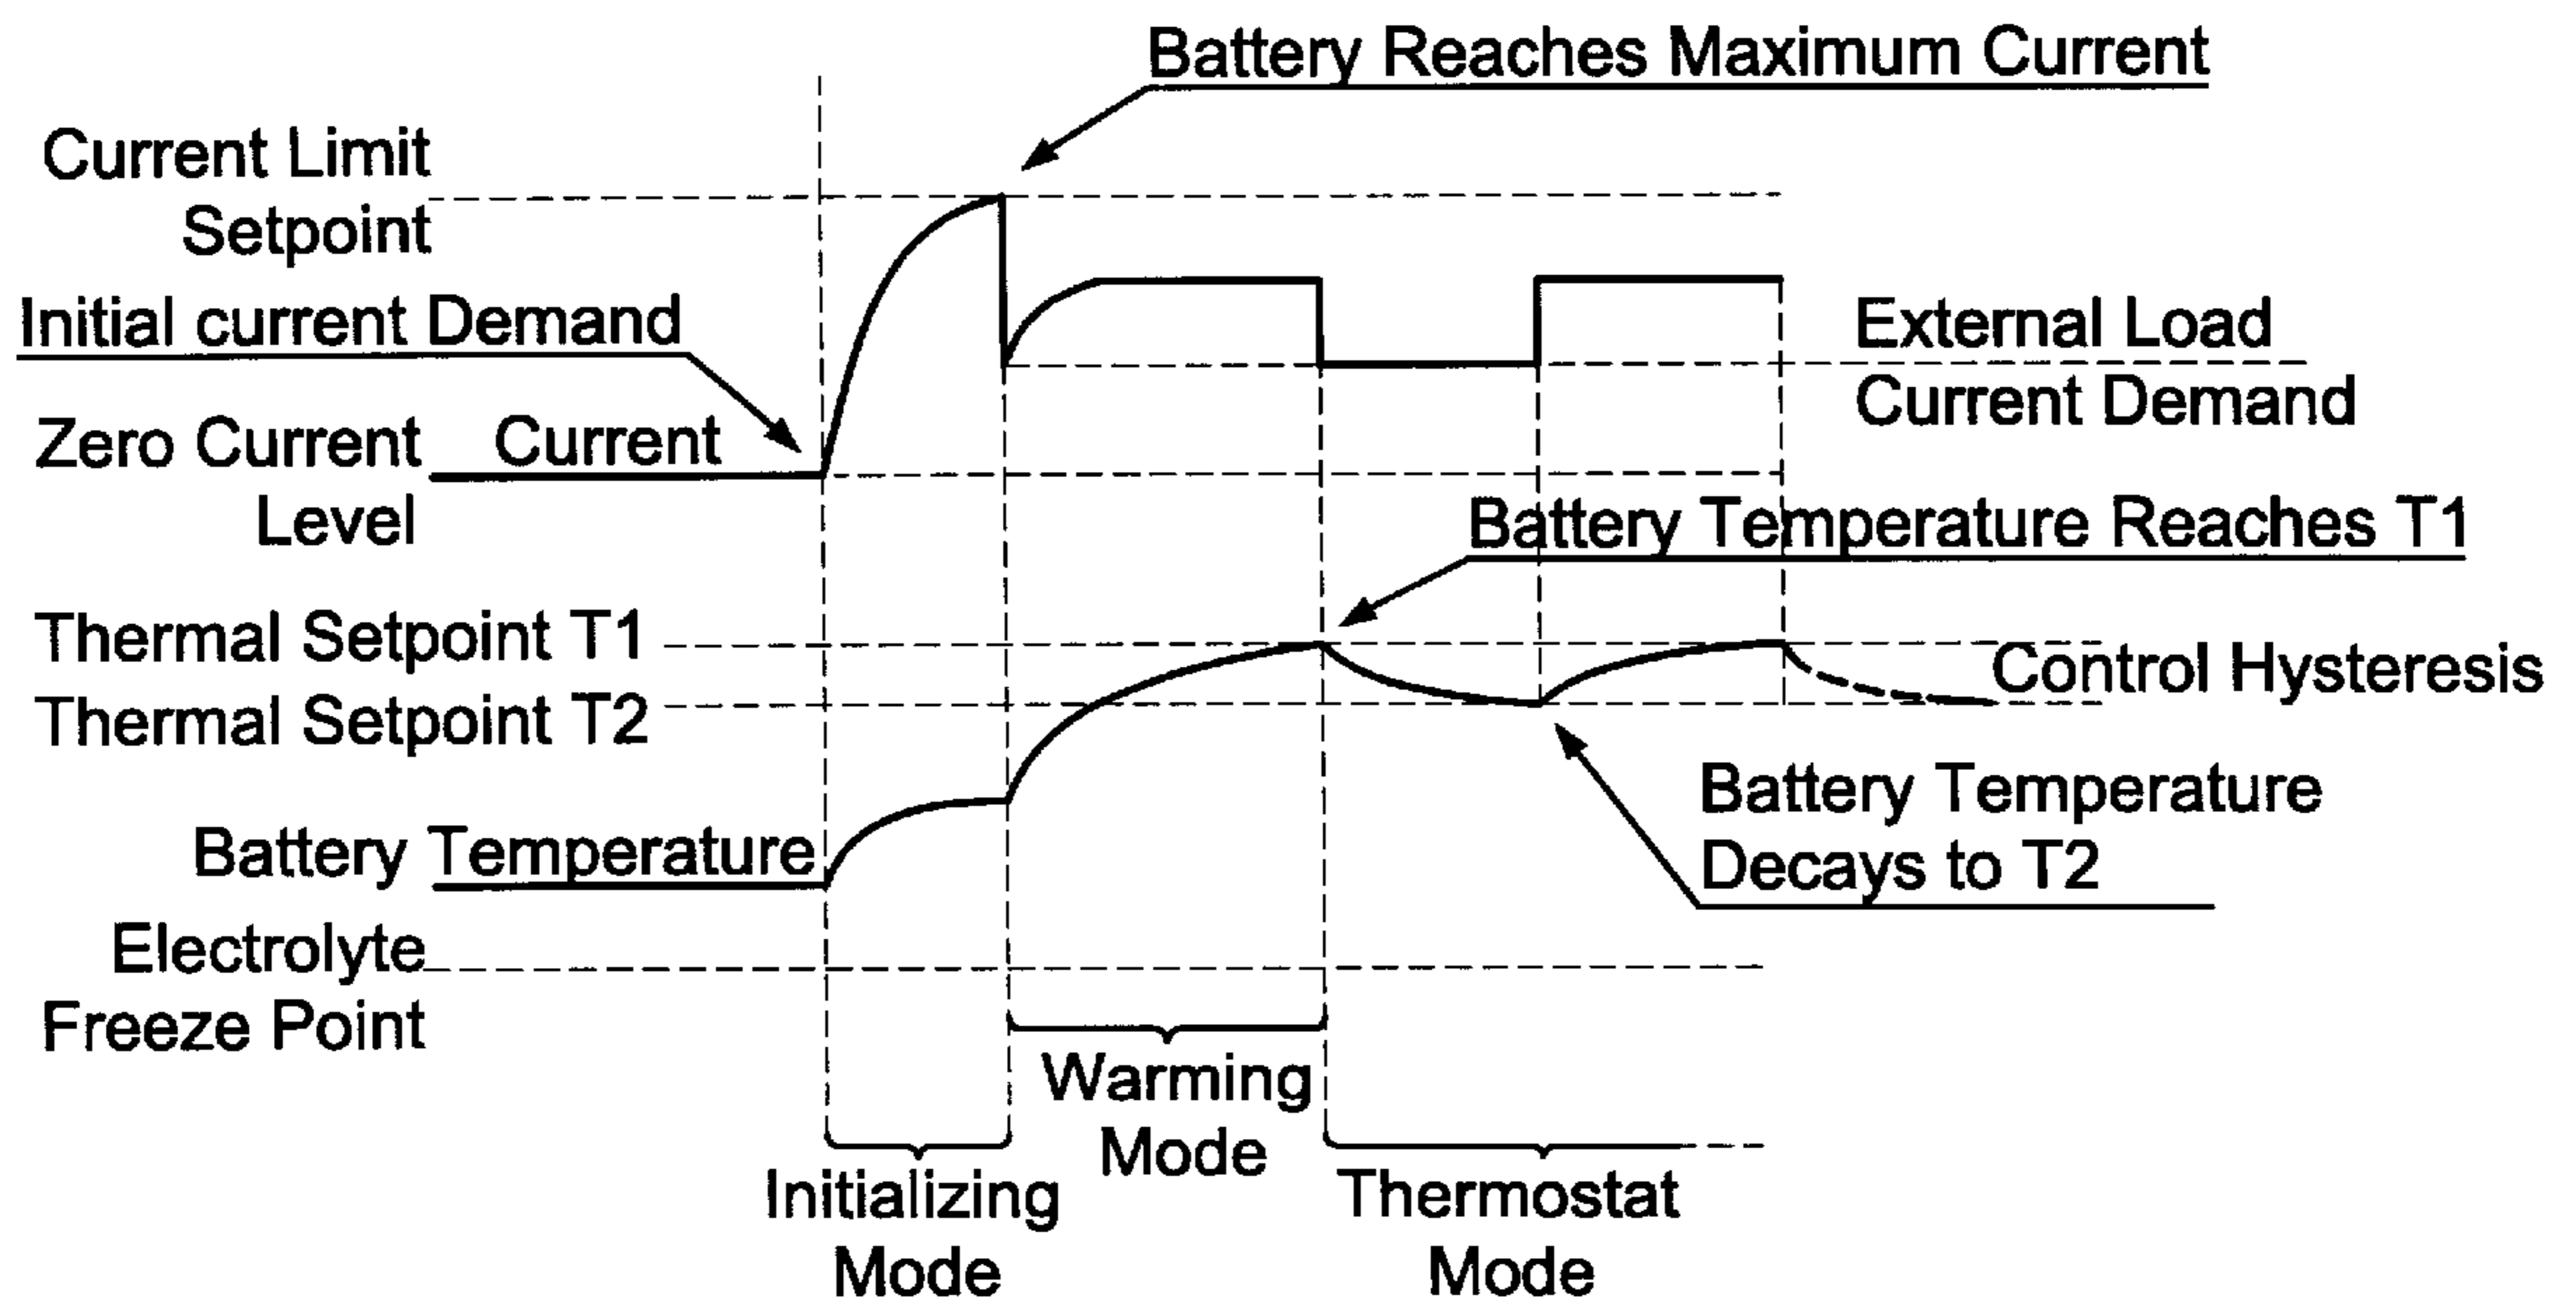 Battery Reaches Maximum Current
Current Limit
Setpoint
Initial current Demand
External Load
Current Demand
Zero Current
Level
Current
Battery Temperature Reaches T1
Thermal Setpoint T1
Control Hysteresis
Thermal Setpoint T2
Battery Temperature
Decays to T2
Battery Temperature
Electrolyte
Freeze Point
Warming
Mode
Initializing
Mode
Thermostat
Mode